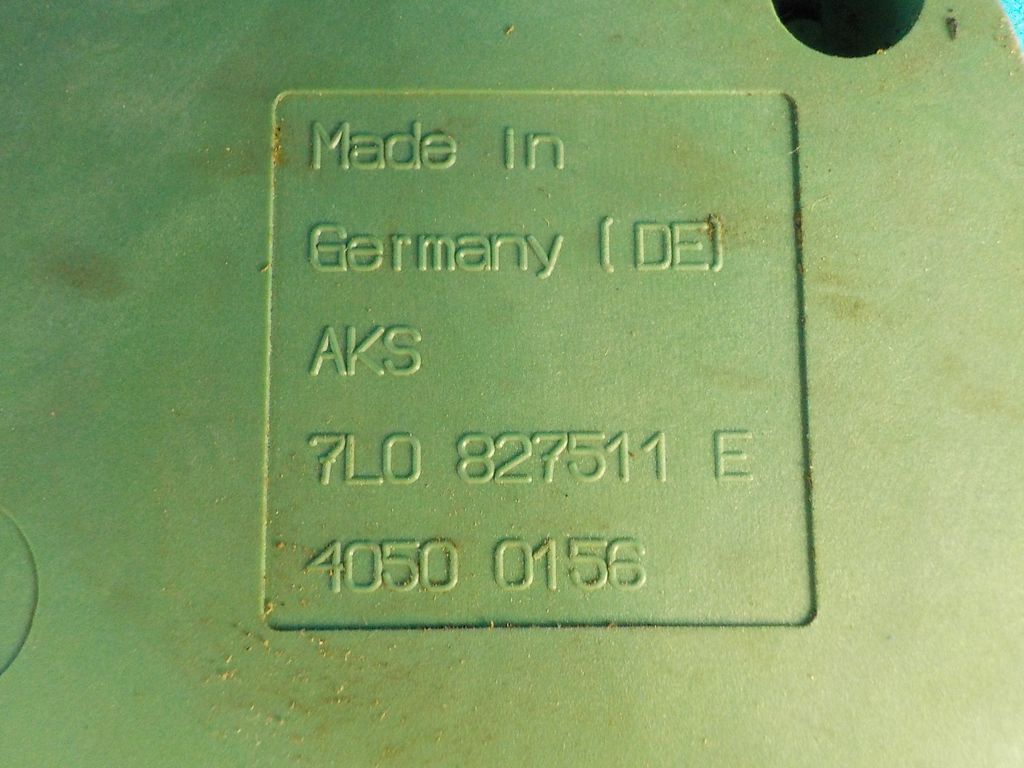 Made in
Germany (DE)
AKS
7L0 827511 E
4050 0156